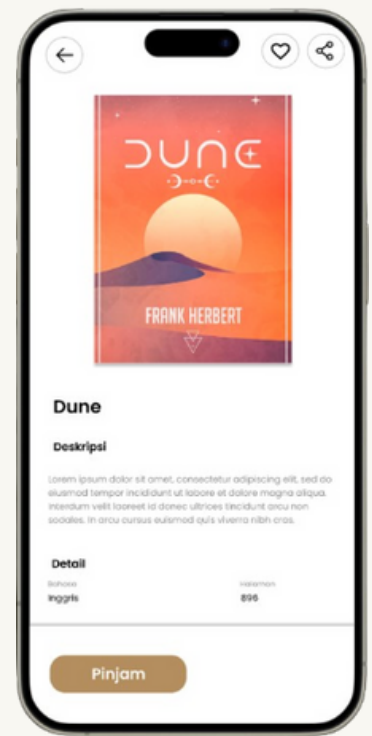 DUNE
FRANK HERBERT
Dune
Deskripsi
Lorem ipsum dolor sit amet, consectetur adipiscing elit, sed do
eiusmod tempor incididunt ut labore et dolore magna aliqua.
Interdum velit laoreet id donec ultrices tincidunt arcu non
sodales. In arcu cursus euismod quis viverra nibh cras.
Detail
Bahasa Halaman
Inggris 896
Pinjam